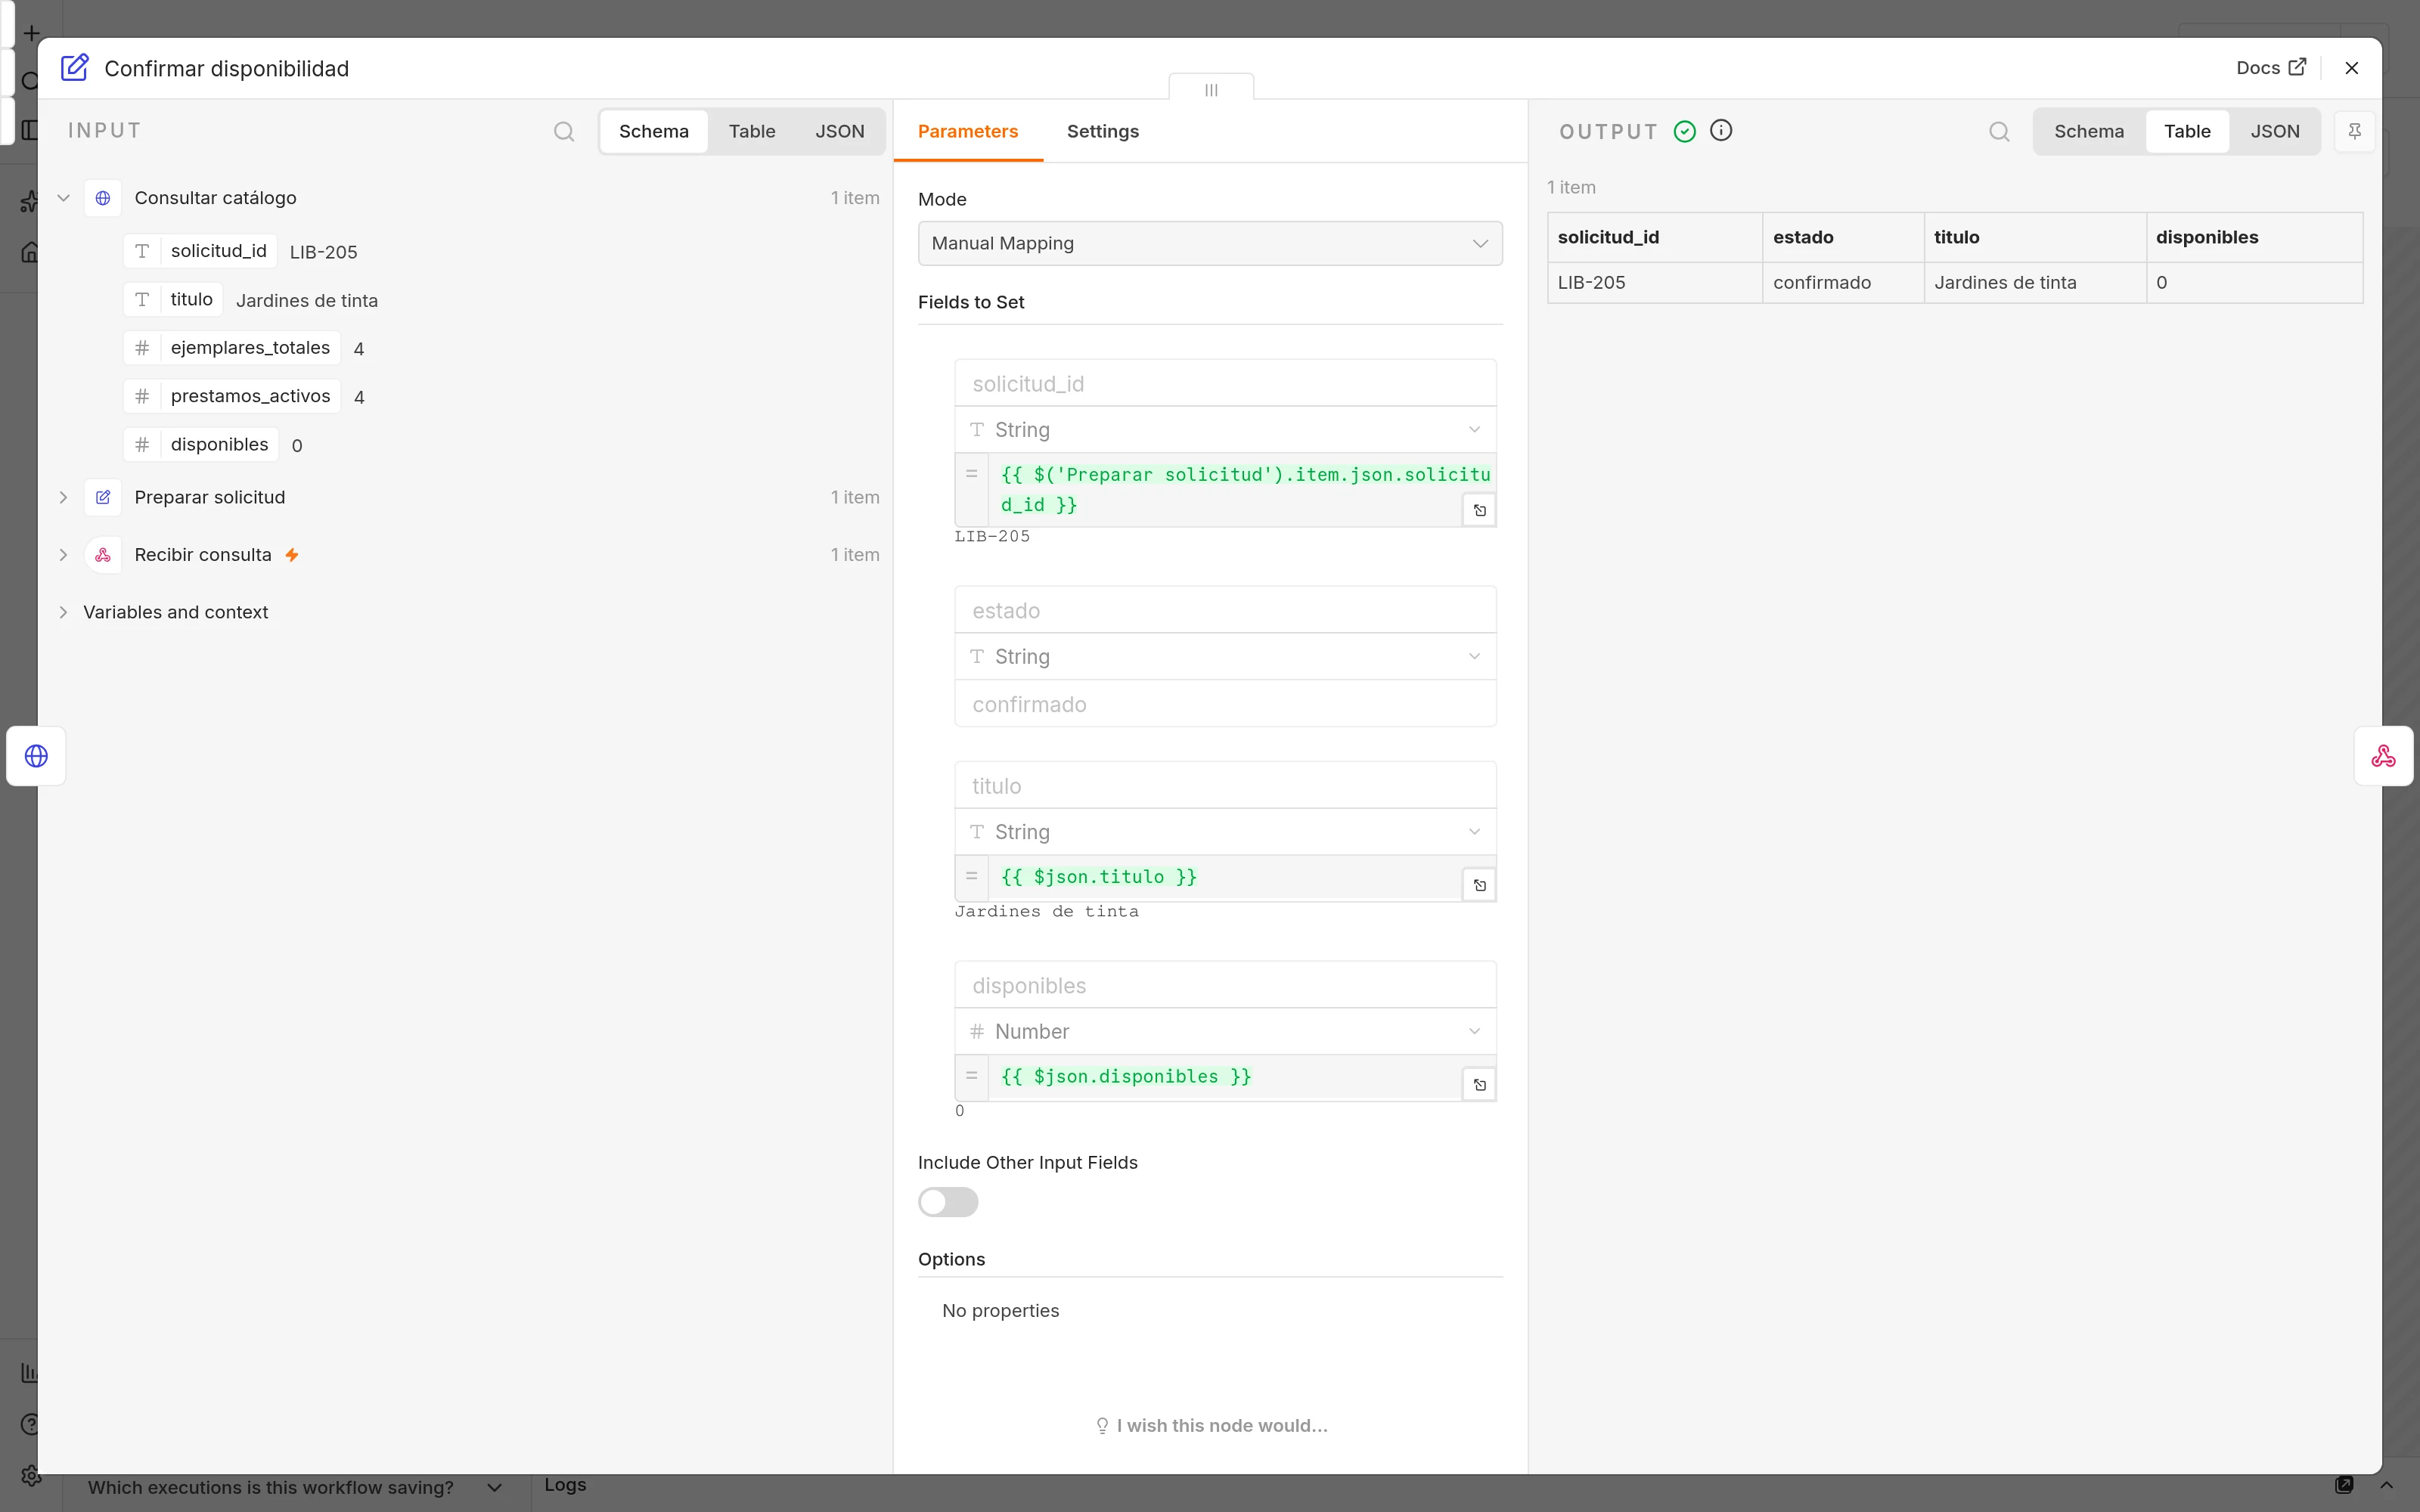 Confirmar disponibilidad
Docs
INPUT
Schema
Table
JSON
Consultar catálogo
1 item
solicitud_id
LIB-205
titulo
Jardines de tinta
ejemplares_totales
4
prestamos_activos
4
disponibles
0
Preparar solicitud
1 item
Recibir consulta
1 item
Variables and context
Parameters
Settings
Mode
Manual Mapping
Fields to Set
solicitud_id
String
=
{{ $('Preparar solicitud').item.json.solicitu
d_id }}
LIB-205
estado
String
confirmado
titulo
String
=
{{ $json.titulo }}
Jardines de tinta
disponibles
Number
=
{{ $json.disponibles }}
0
Include Other Input Fields
Options
No properties
I wish this node would...
OUTPUT
Schema
Table
JSON
1 item
solicitud_id estado titulo disponibles
LIB-205 confirmado Jardines de tinta 0
Which executions is this workflow saving?
Logs